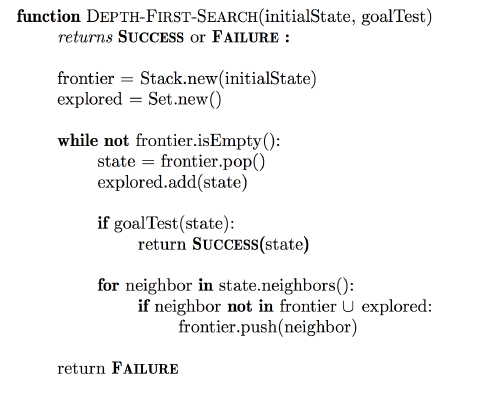 function DEPTH-FIRST-SEARCH(initialState, goalTest)
returns SUCCESS or FAILURE :
frontier = Stack.new(initialState)
explored = Set.new()
while not frontier.isEmpty():
state = frontier.pop()
explored.add(state)
if goalTest(state):
return SUCCESS(state)
for neighbor in state.neighbors():
if neighbor not in frontier ∪ explored:
frontier.push(neighbor)
return FAILURE